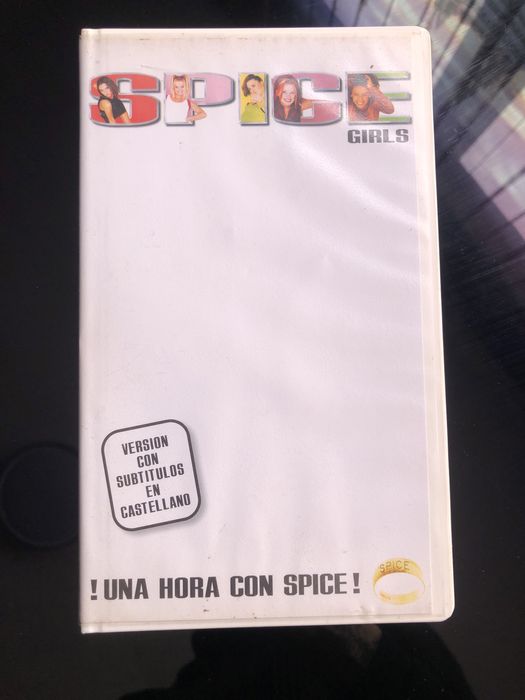 SPICE
GIRLS
VERSION
CON
SUBTITULOS
EN
CASTELLANO
! UNA HORA CON SPICE !
SPICE